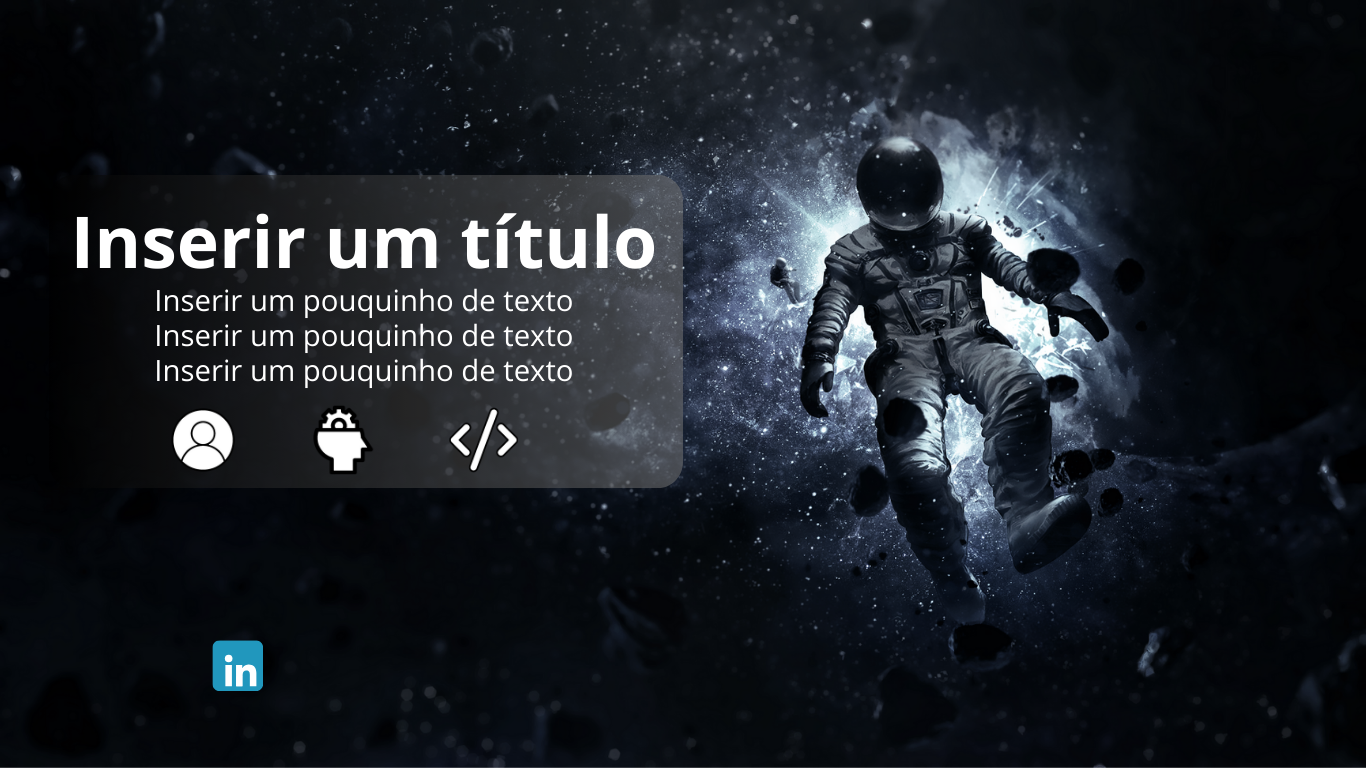 Inserir um título
Inserir um pouquinho de texto
Inserir um pouquinho de texto
Inserir um pouquinho de texto
</>
in